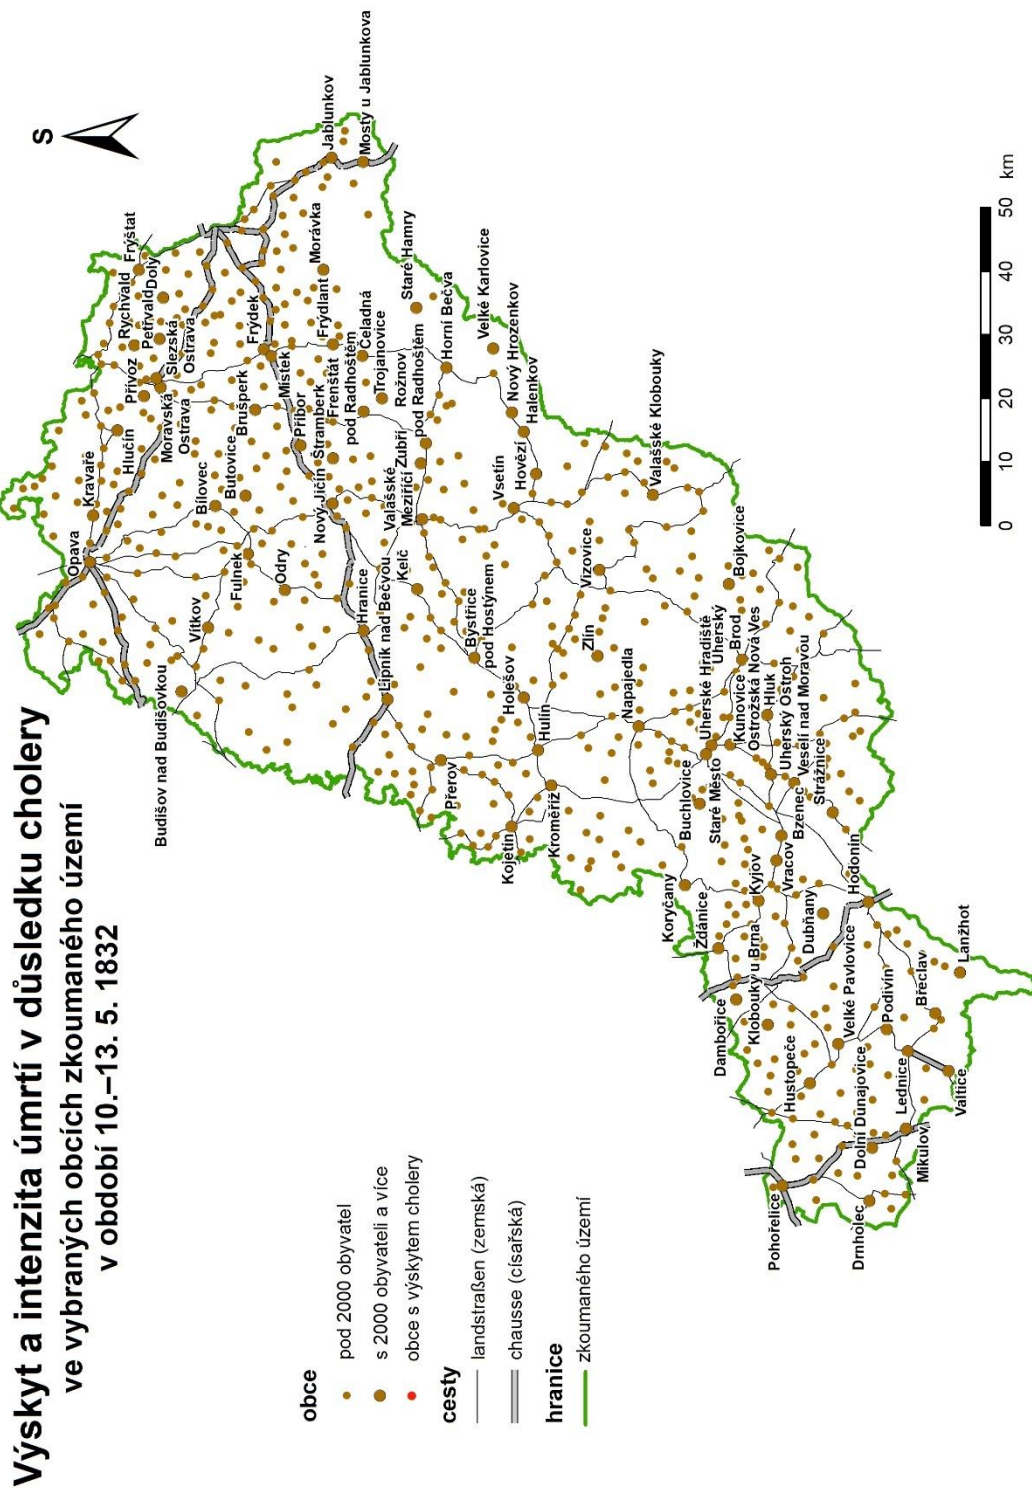 Výskyt a intenzita úmrtí v důsledku cholery
ve vybraných obcích zkoumaného území
v období 10.–13. 5. 1832
S
obce
pod 2000 obyvatel
s 2000 obyvateli a více
obce s výskytem cholery
cesty
landstraßen (zemská)
chausse (císařská)
hranice
zkoumaného území
0 10 20 30 40 50 km
Opava
Kravaře
Hlučín
Přívoz
Rychvald
Frýštat
Petřvald
Doly
Slezská
Ostrava
Moravská
Ostrava
Vítkov
Budišov nad Budišovkou
Bílovec
Butovice
Brušperk
Fulnek
Odry
Frýdek
Místek
Příbor
Štramberk
Nový Jičín
Frenštát
pod Radhoštěm
Frýdlant
Morávka
Jablunkov
Mosty u Jablunkova
Čeladná
Trojanovice
Staré Hamry
Hranice
Lipník nad Bečvou
Kelč
Valašské
Meziříčí
Zubří
Rožnov
pod Radhoštěm
Horní Bečva
Velké Karlovice
Nový Hrozenkov
Halenkov
Hovězí
Vsetín
Bystřice
pod Hostýnem
Holešov
Přerov
Hulín
Kojetín
Kroměříž
Vizovice
Zlín
Napajedla
Valašské Klobouky
Bojkovice
Uherské Hradiště
Uherský
Brod
Kunovice
Ostrožská Nová Ves
Hluk
Uherský Ostroh
Veselí nad Moravou
Strážnice
Buchlovice
Staré Město
Bzenec
Vracov
Kyjov
Koryčany
Ždánice
Hodonín
Dubňany
Klobouky u Brna
Dambořice
Hustopeče
Velké Pavlovice
Podivín
Břeclav
Lanžhot
Lednice
Valtice
Dolní Dunajovice
Mikulov
Pohořelice
Drnholec